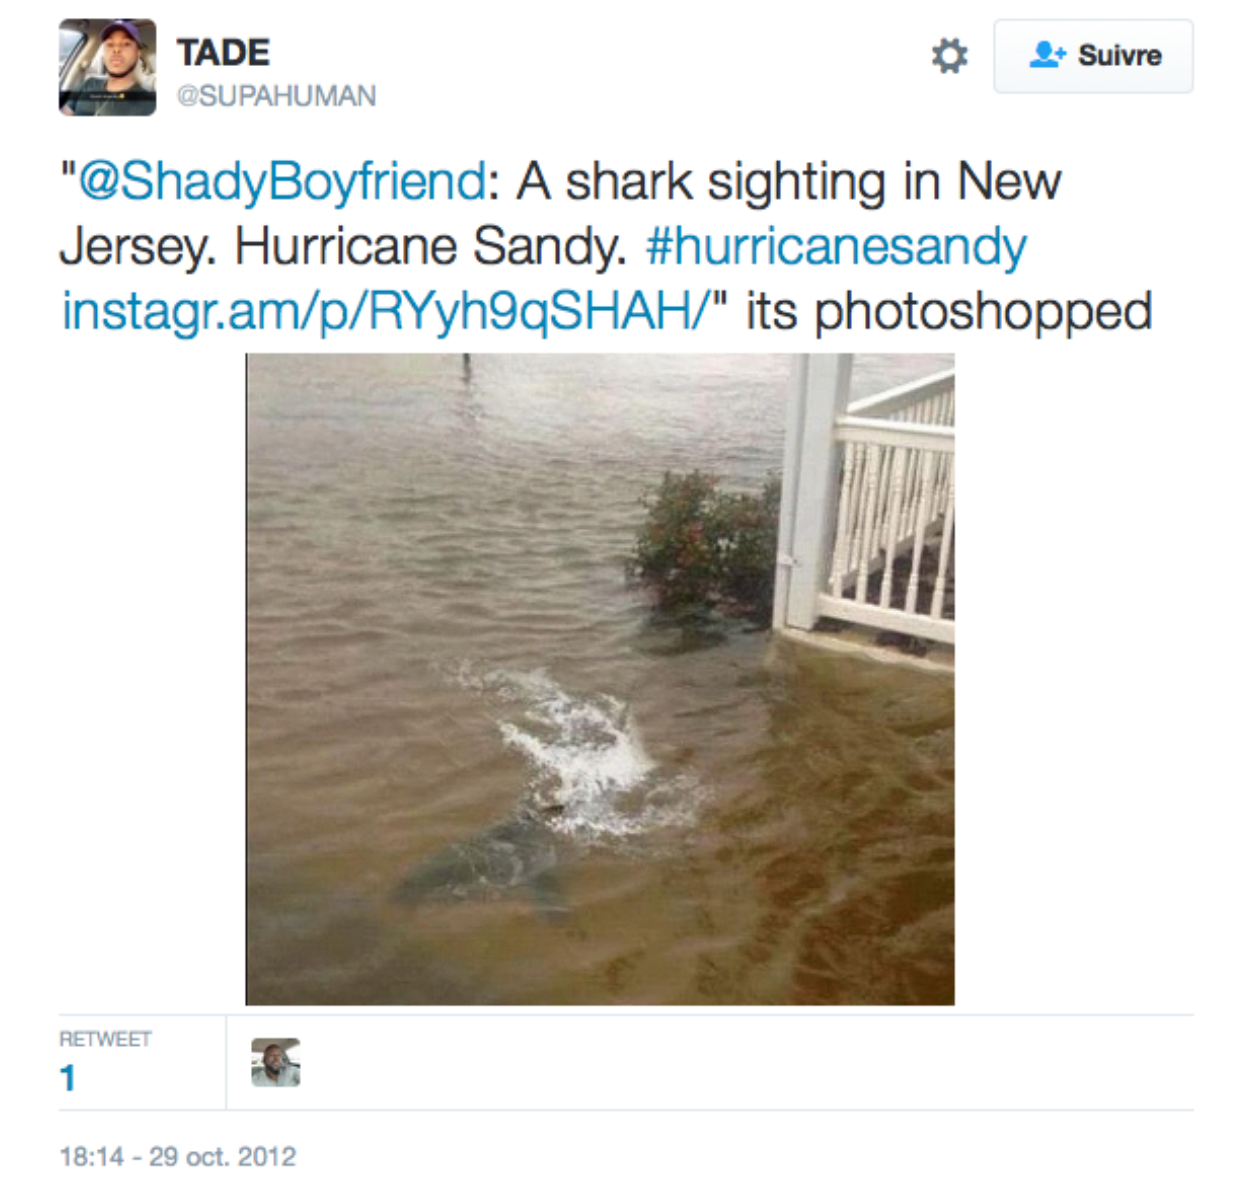 TADE
@SUPAHUMAN
Suivre
"@ShadyBoyfriend: A shark sighting in New
Jersey. Hurricane Sandy. #hurricanesandy
instagr.am/p/RYyh9qSHAH/" its photoshopped
RETWEET
1
18:14 - 29 oct. 2012